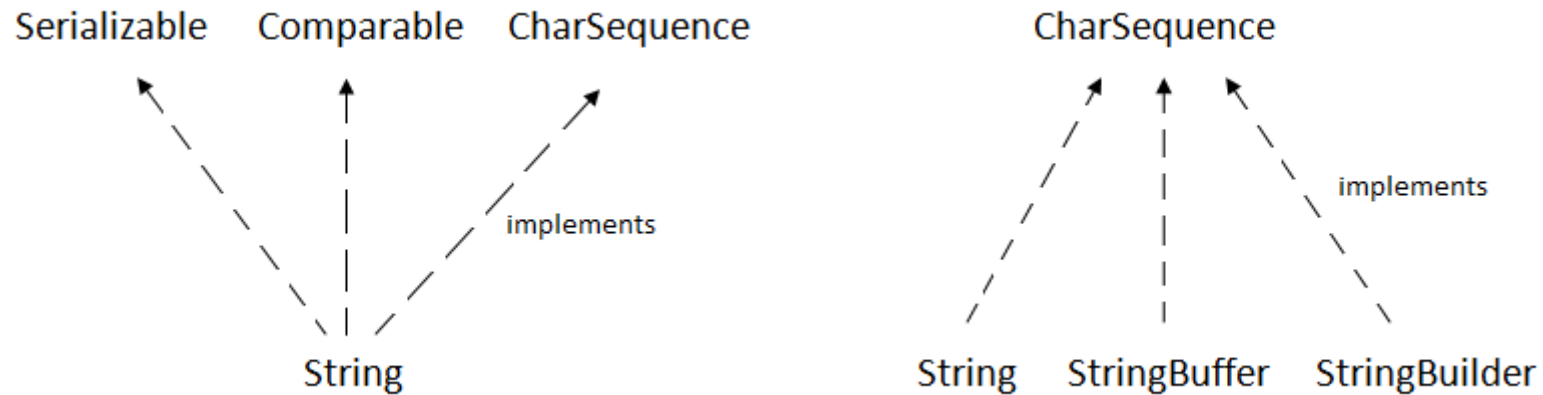 Serializable Comparable CharSequence
implements
String
CharSequence
implements
String StringBuffer StringBuilder